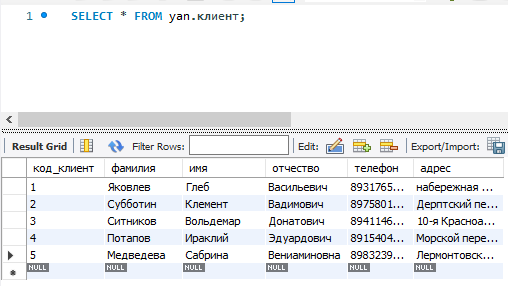 1 SELECT * FROM yan.клиент;
Result Grid Filter Rows: Edit: Export/Import:
код_клиент фамилия имя отчество телефон адрес
1 Яковлев Глеб Васильевич 8931765... набережная ...
2 Субботин Клемент Вадимович 8975801... Дерптский пе...
3 Ситников Вольдемар Донатович 8941146... 10-я Красноа...
4 Потапов Ираклий Эдуардович 8915404... Морской пере...
5 Медведева Сабрина Вениаминовна 8983239... Лермонтовск...
NULL NULL NULL NULL NULL NULL